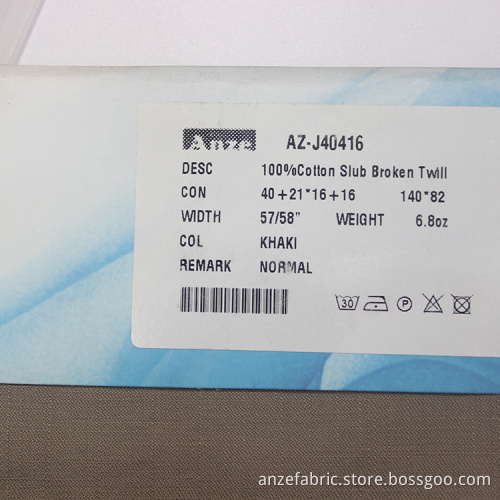 Anze AZ-J40416
DESC 100%Cotton Slub Broken Twill
CON 40+21*16+16 140*82
WIDTH 57/58" WEIGHT 6.8oz
COL KHAKI
REMARK NORMAL
30 P
anzefabric.store.bossgoo.com